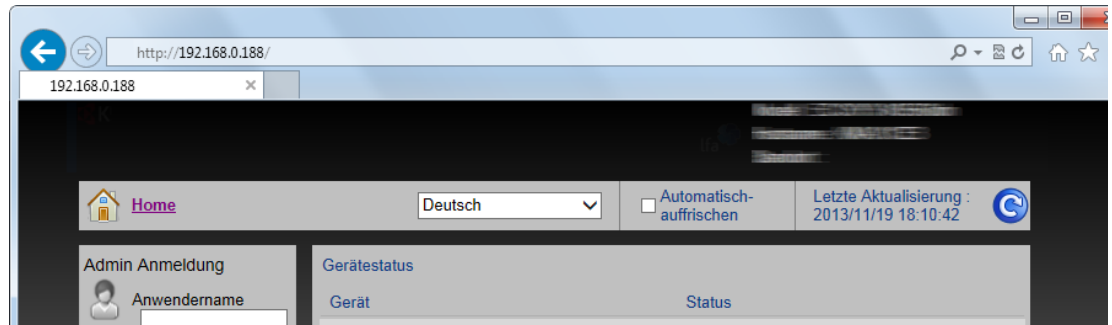 http://192.168.0.188/
192.168.0.188
Home
Deutsch
Automatisch-
auffrischen
Letzte Aktualisierung :
2013/11/19 18:10:42
Admin Anmeldung
Gerätestatus
Anwendername
Gerät
Status